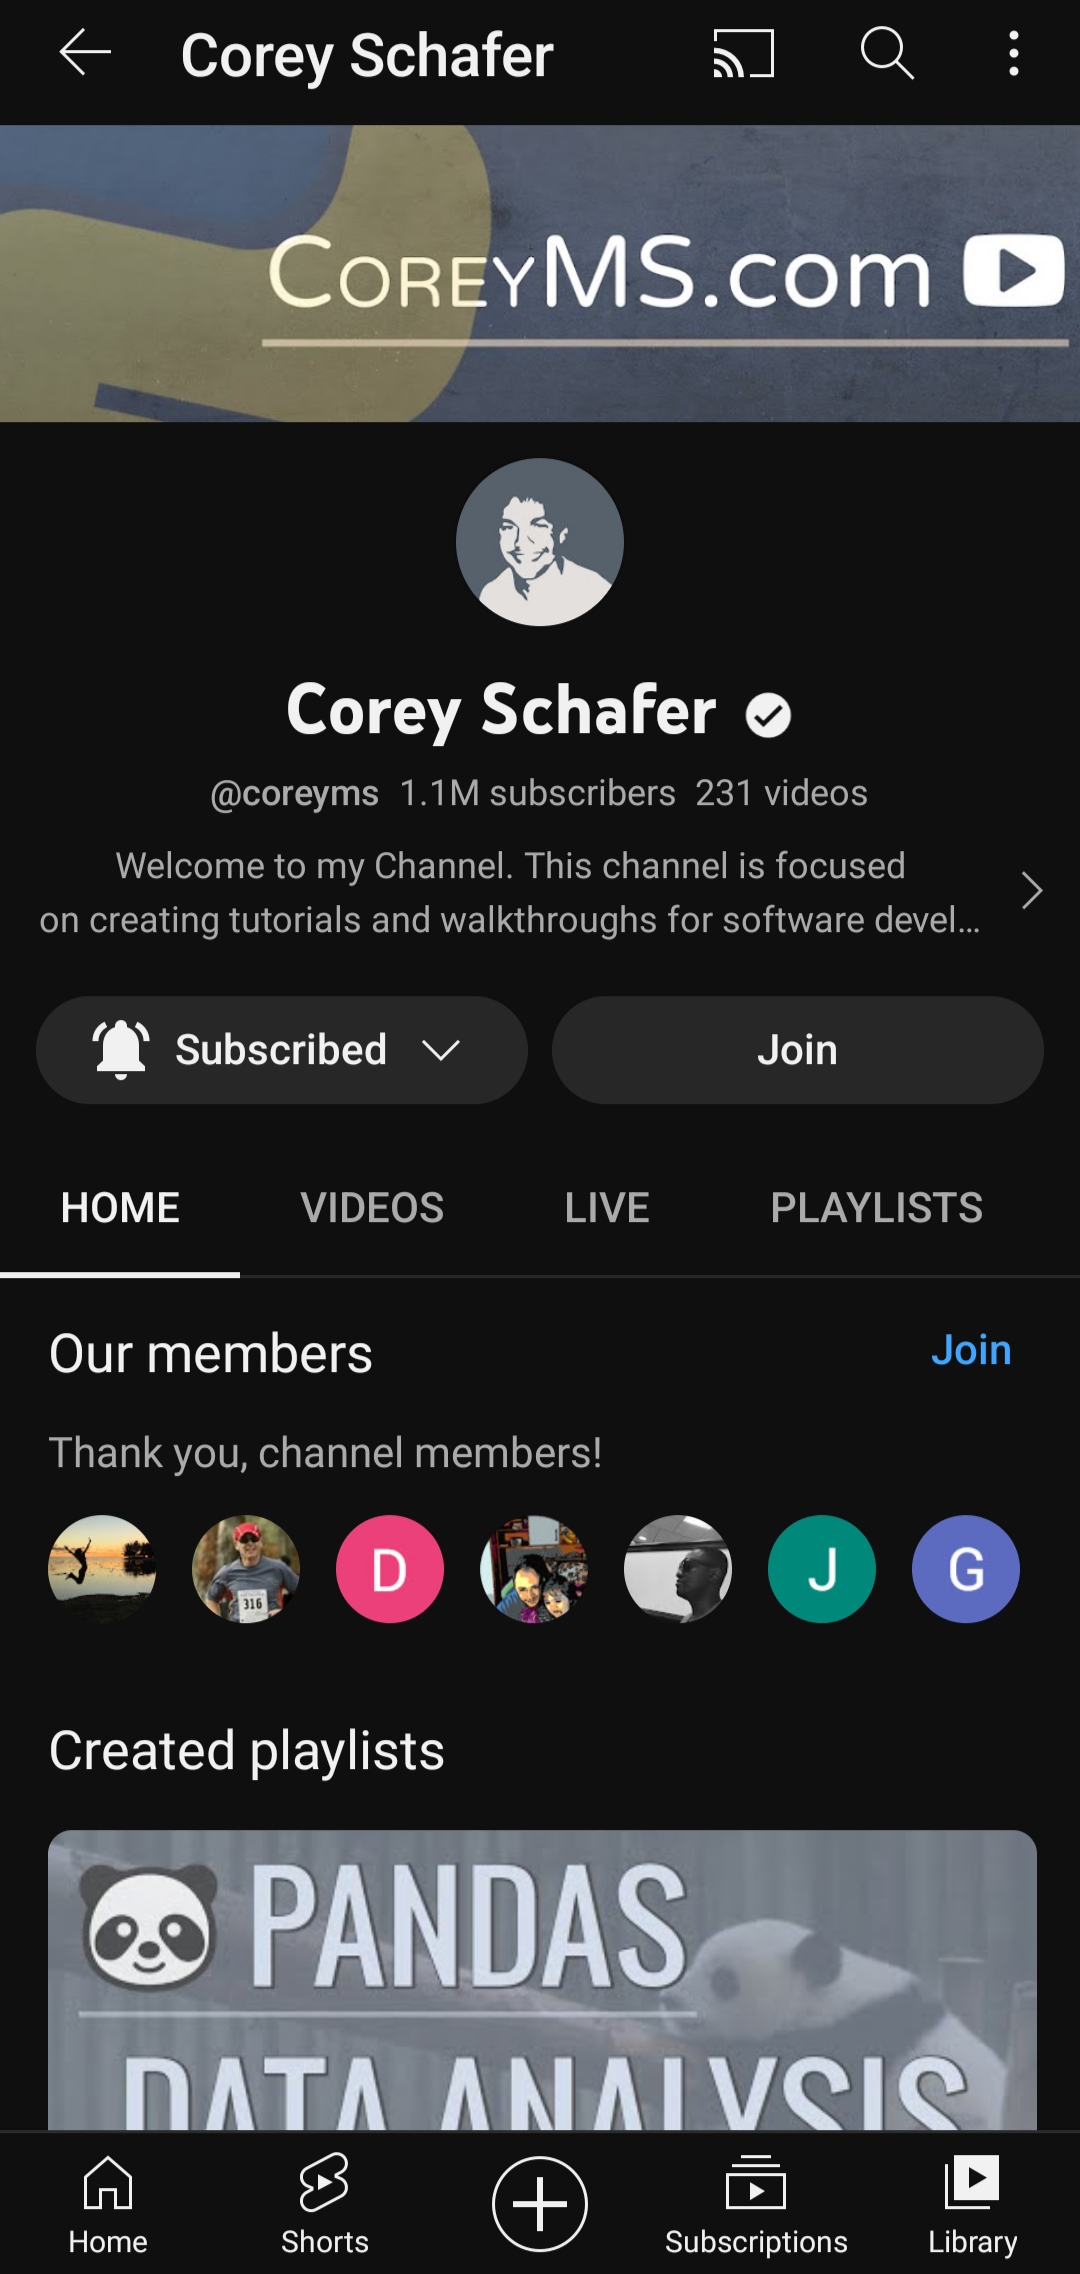 Corey Schafer
COREYMS.com
Corey Schafer
@coreyms 1.1M subscribers 231 videos
Welcome to my Channel. This channel is focused
on creating tutorials and walkthroughs for software devel...
Subscribed
Join
HOME VIDEOS LIVE PLAYLISTS
Our members Join
Thank you, channel members!
316 D J G
Created playlists
PANDAS
DATA ANALYSIS
Home Shorts Subscriptions Library